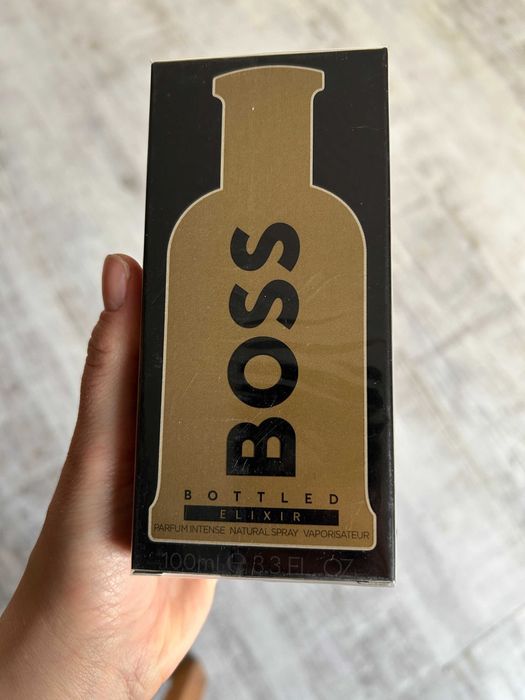 BOSS
BOTTLED
ELIXIR
PARFUM INTENSE NATURAL SPRAY VAPORISATEUR
100ml ℮ 3.3 FL. OZ.